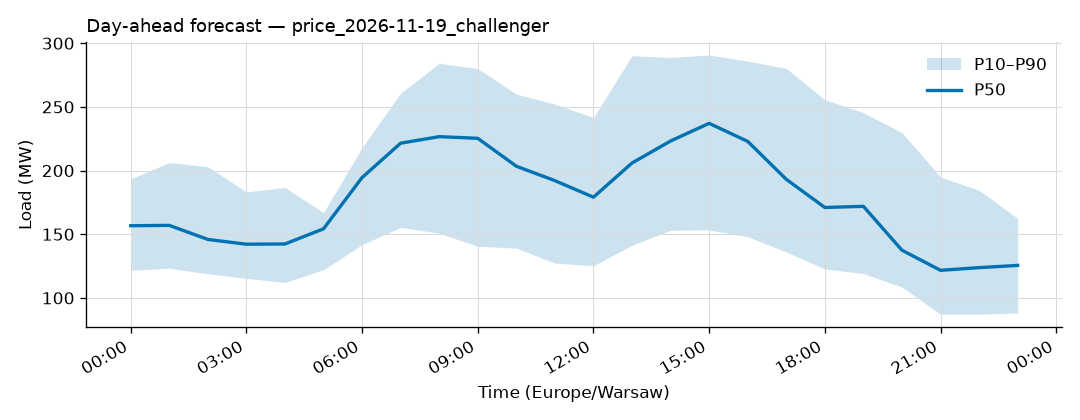 Day-ahead forecast — price_2026-11-19_challenger
300
250
200
150
100
Load (MW)
P10–P90
P50
00:00
03:00
06:00
09:00
12:00
15:00
18:00
21:00
00:00
Time (Europe/Warsaw)